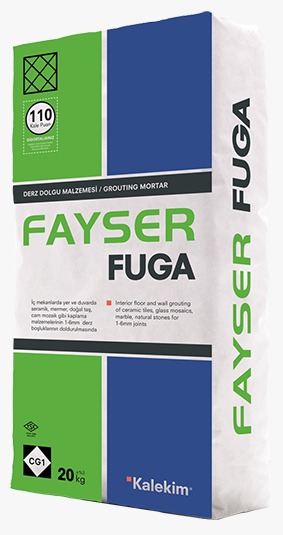 110
Kale Puan
DERZ DOLGU MALZEMESİ / GROUTING MORTAR
FAYSER
FUGA
İç mekanlarda yer ve duvarda
seramik, mermer, doğal taş,
cam mozaik gibi kaplama
malzemelerinin 1-6mm derz
boşluklarının doldurulmasında
Interior floor and wall grouting
of ceramic tiles, glass mosaics,
marble, natural stones for
1-6mm joints
CG1
20 ±%2 kg
Kalekim®
FAYSER FUGA